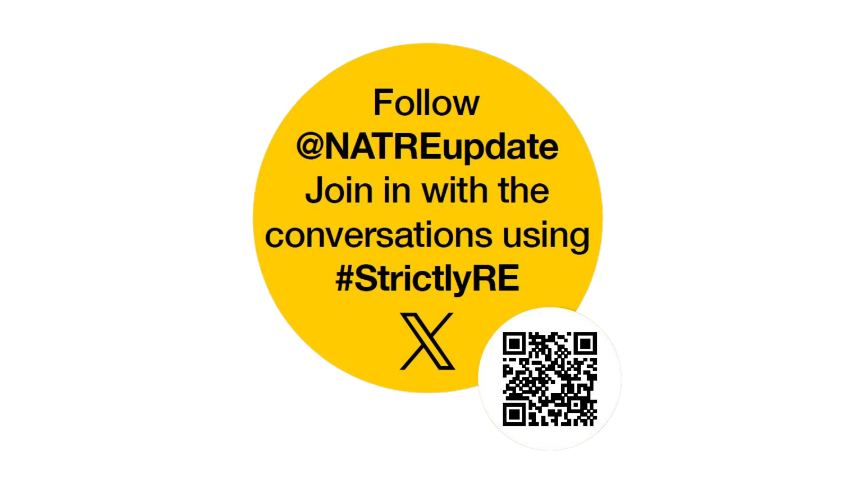 Follow
@NATREupdate
Join in with the
conversations using
#StrictlyRE